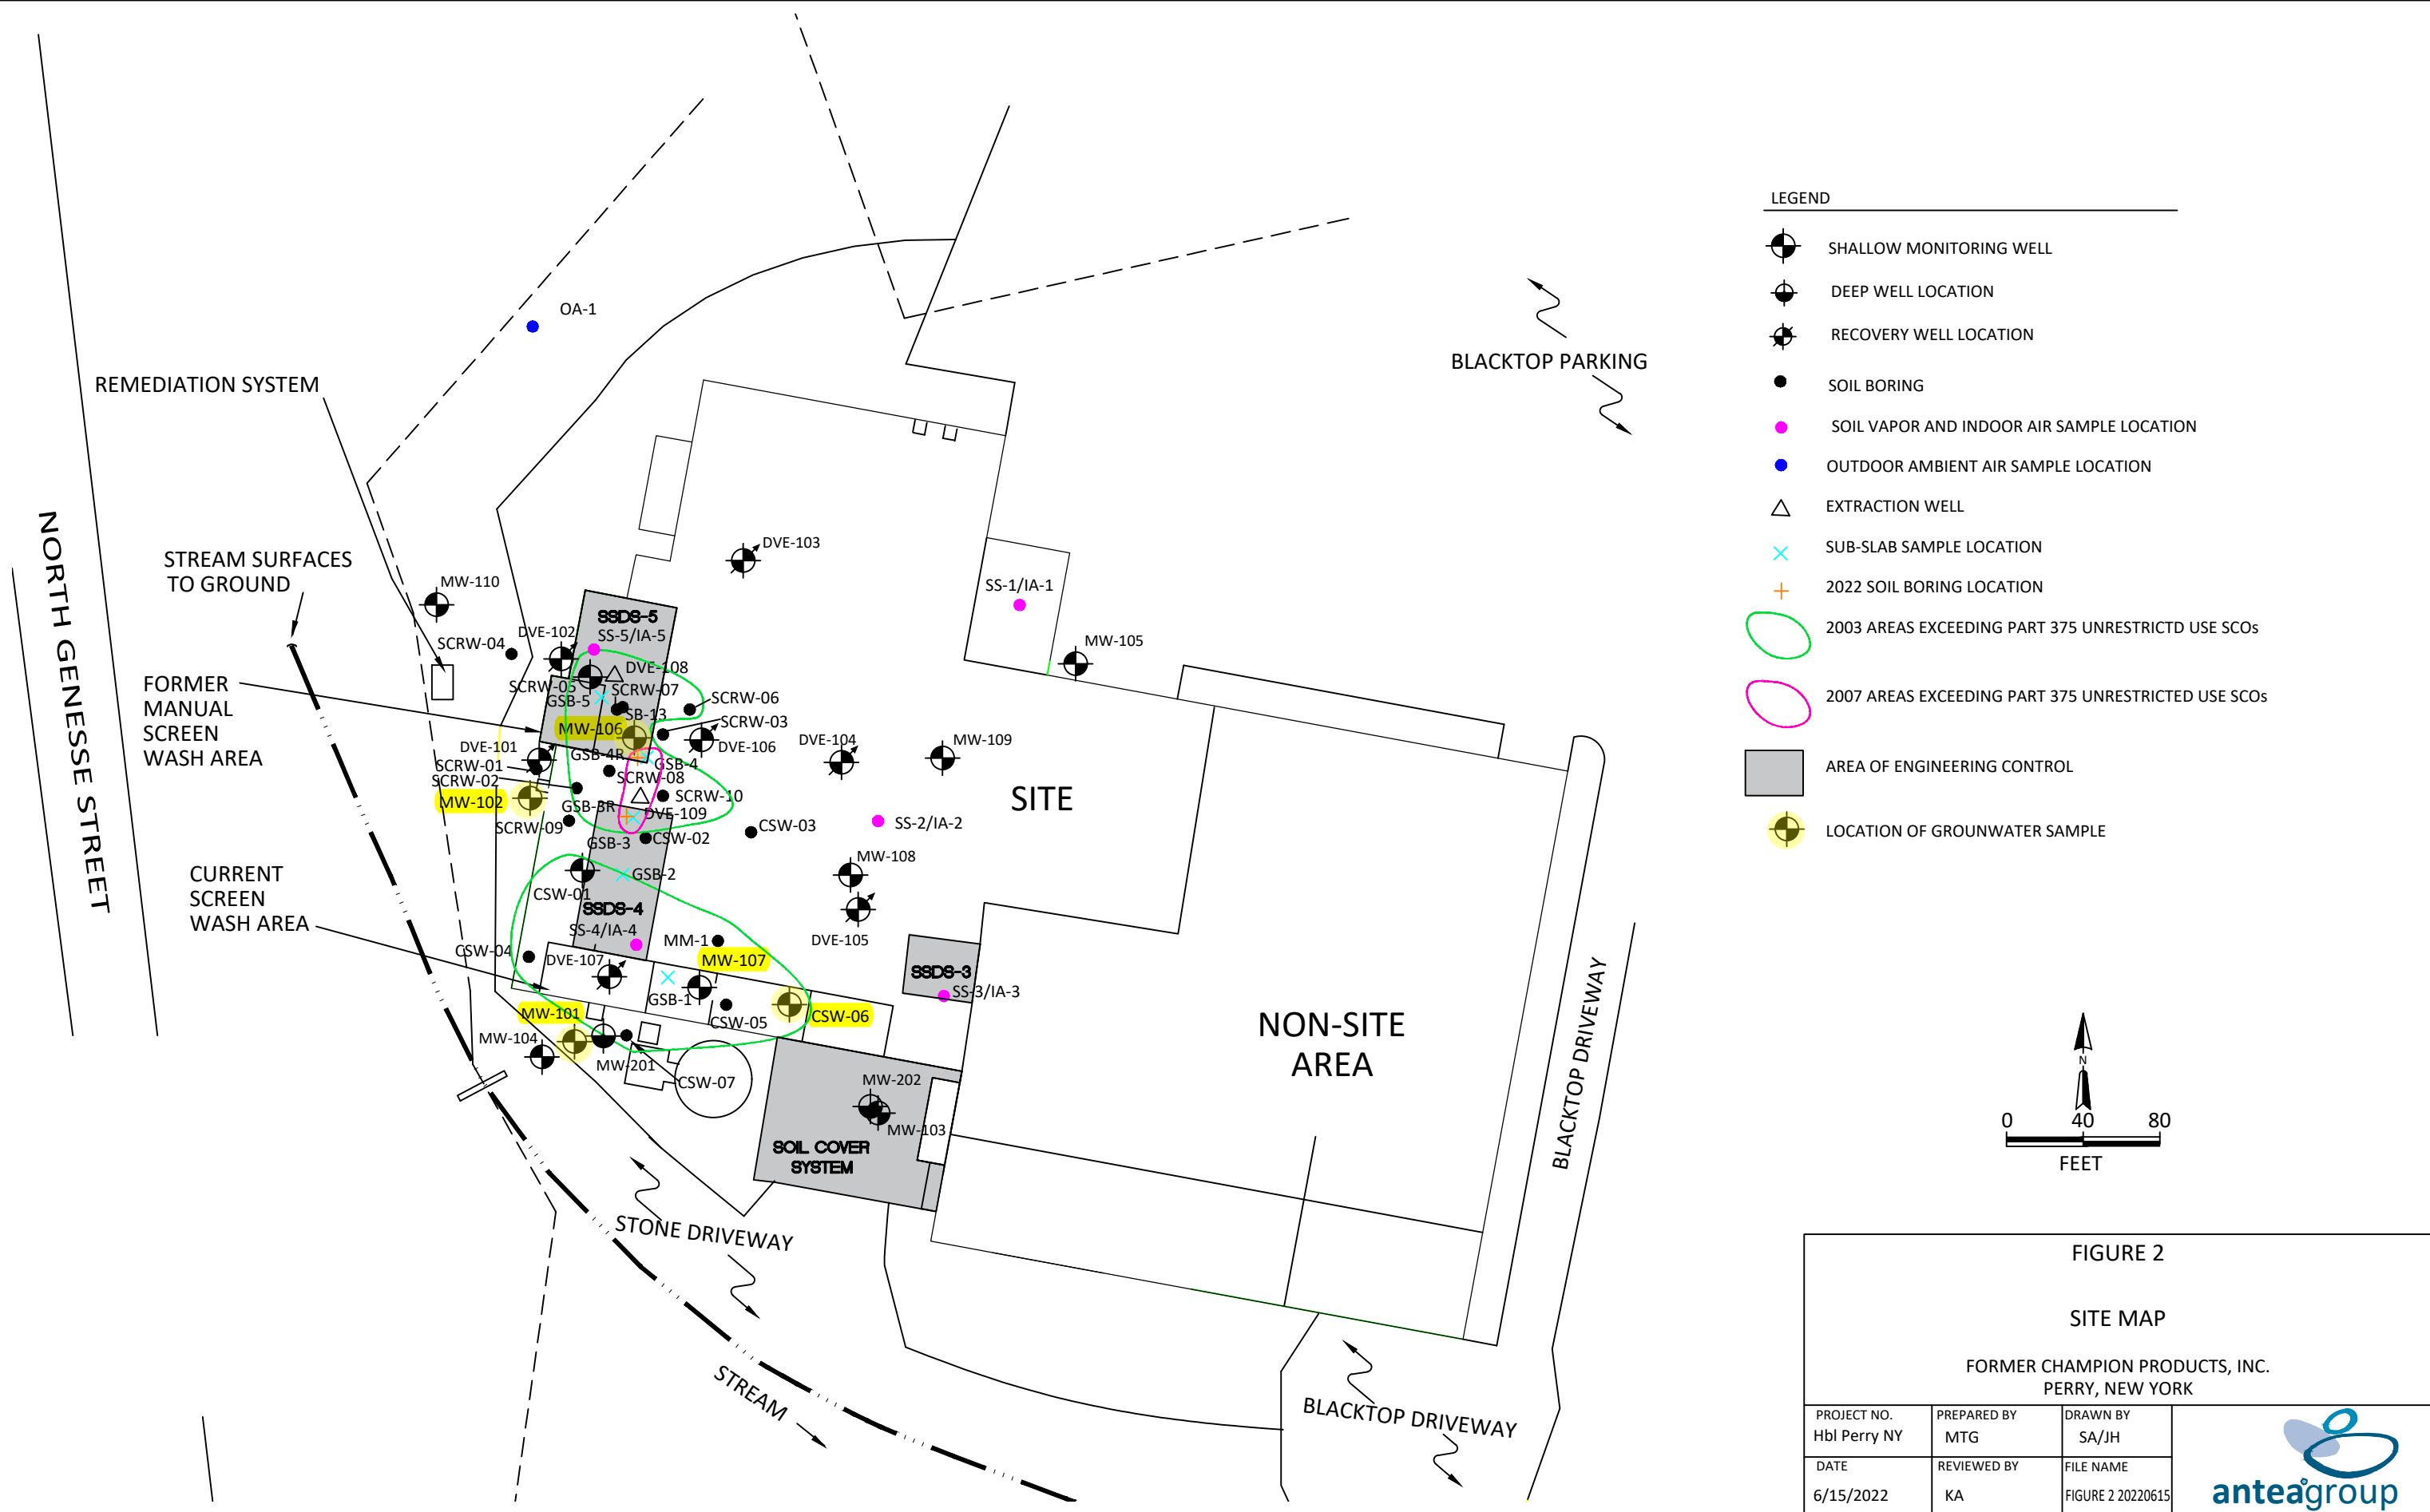 OA-1
REMEDIATION SYSTEM
NORTH GENESSE STREET
STREAM SURFACES
TO GROUND
MW-110
SCRW-04
DVE-102
FORMER
MANUAL
SCREEN
WASH AREA
CURRENT
SCREEN
WASH AREA
DVE-103
SSDS-5
SS-5/IA-5
DVE-108
SCRW-05
SCRW-07
GSB-5
SB-13
SCRW-06
SCRW-03
MW-106
DVE-106
DVE-101
GSB-4R
GSB-4
SCRW-01
SCRW-02
SCRW-08
MW-102
GSB-3R
SCRW-10
DVE-109
SCRW-09
GSB-3
CSW-02
CSW-03
DVE-104
MW-109
SS-1/IA-1
MW-105
SITE
SS-2/IA-2
MW-108
DVE-105
GSB-2
CSW-01
SSDS-4
SS-4/IA-4
MM-1
CSW-04
DVE-107
MW-107
GSB-1
CSW-05
CSW-06
MW-101
MW-104
MW-201
CSW-07
SSDS-3
SS-3/IA-3
MW-202
MW-103
SOIL COVER
SYSTEM
NON-SITE
AREA
BLACKTOP PARKING
BLACKTOP DRIVEWAY
STONE DRIVEWAY
STREAM
BLACKTOP DRIVEWAY
LEGEND
SHALLOW MONITORING WELL
DEEP WELL LOCATION
RECOVERY WELL LOCATION
SOIL BORING
SOIL VAPOR AND INDOOR AIR SAMPLE LOCATION
OUTDOOR AMBIENT AIR SAMPLE LOCATION
EXTRACTION WELL
SUB-SLAB SAMPLE LOCATION
2022 SOIL BORING LOCATION
2003 AREAS EXCEEDING PART 375 UNRESTRICTD USE SCOs
2007 AREAS EXCEEDING PART 375 UNRESTRICTED USE SCOs
AREA OF ENGINEERING CONTROL
LOCATION OF GROUNWATER SAMPLE
N
0 40 80
FEET
FIGURE 2
SITE MAP
FORMER CHAMPION PRODUCTS, INC.
PERRY, NEW YORK
PROJECT NO. PREPARED BY DRAWN BY
Hbl Perry NY MTG SA/JH
DATE REVIEWED BY FILE NAME
6/15/2022 KA FIGURE 2 20220615
anteagroup